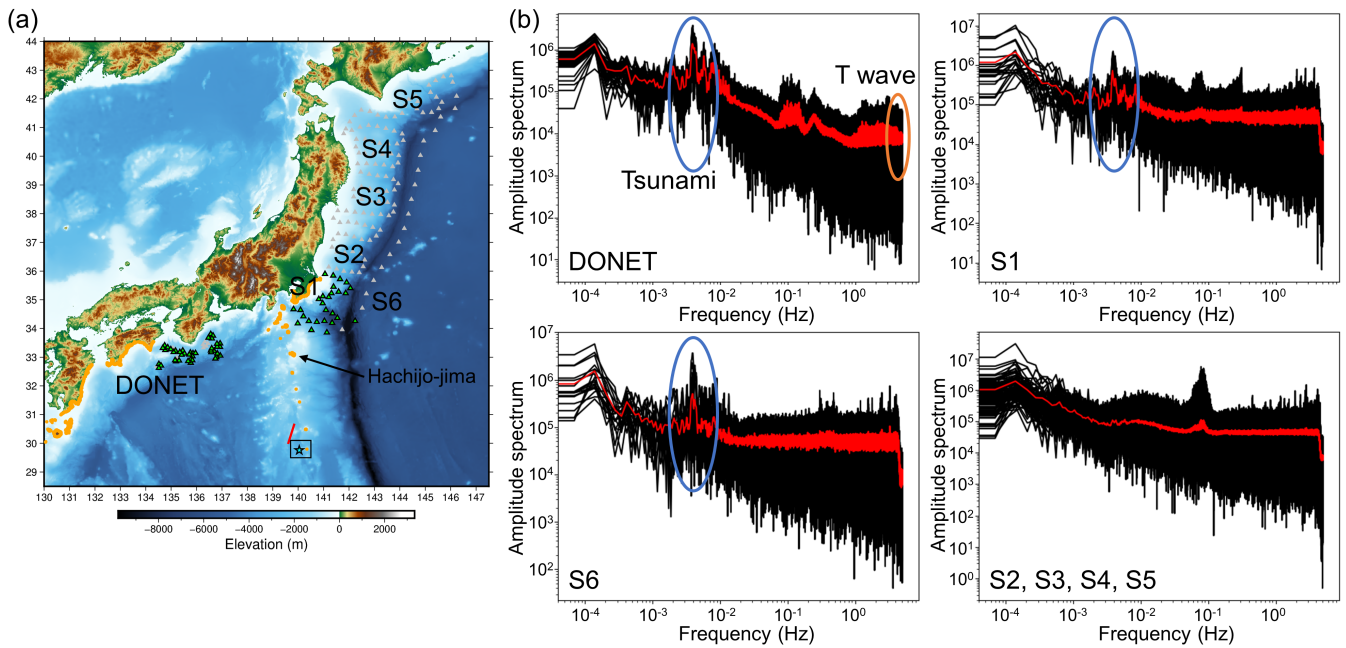 (a)
44
43
42
41
40
39
38
37
36
35
34
33
32
31
30
29
130 131 132 133 134 135 136 137 138 139 140 141 142 143 144 145 146 147
S5
S4
S3
S2
S1
S6
DONET
Hachijo-jima
−8000 −6000 −4000 −2000 0 2000
Elevation (m)
(b)
Amplitude spectrum
10^6
10^5
10^4
10^3
10^2
10^1
T wave
Tsunami
DONET
10^-4 10^-3 10^-2 10^-1 10^0
Frequency (Hz)
Amplitude spectrum
10^7
10^6
10^5
10^4
10^3
10^2
10^1
S1
10^-4 10^-3 10^-2 10^-1 10^0
Frequency (Hz)
Amplitude spectrum
10^7
10^6
10^5
10^4
10^3
10^2
S6
10^-4 10^-3 10^-2 10^-1 10^0
Frequency (Hz)
Amplitude spectrum
10^7
10^6
10^5
10^4
10^3
10^2
10^1
10^0
S2, S3, S4, S5
10^-4 10^-3 10^-2 10^-1 10^0
Frequency (Hz)